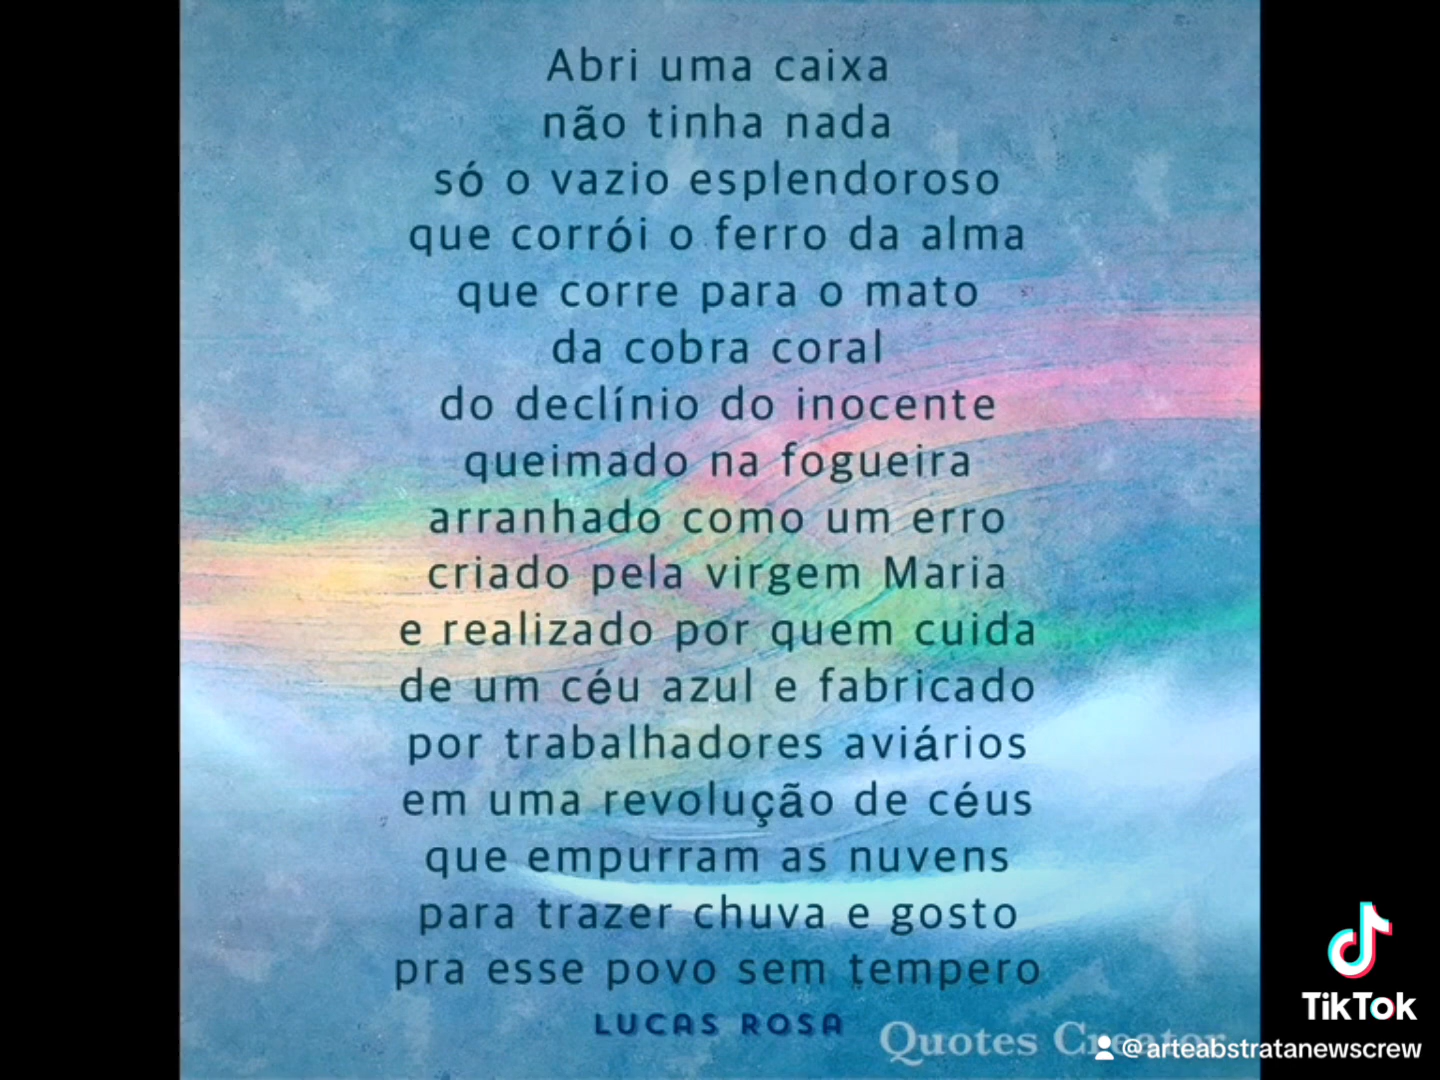 Abri uma caixa
não tinha nada
só o vazio esplendoroso
que corrói o ferro da alma
que corre para o mato
da cobra coral
do declínio do inocente
queimado na fogueira
arranhado como um erro
criado pela virgem Maria
e realizado por quem cuida
de um céu azul e fabricado
por trabalhadores aviários
em uma revolução de céus
que empurram as nuvens
para trazer chuva e gosto
pra esse povo sem tempero
LUCAS ROSA
Quotes Creator
TikTok
@arteabstratanewscrew